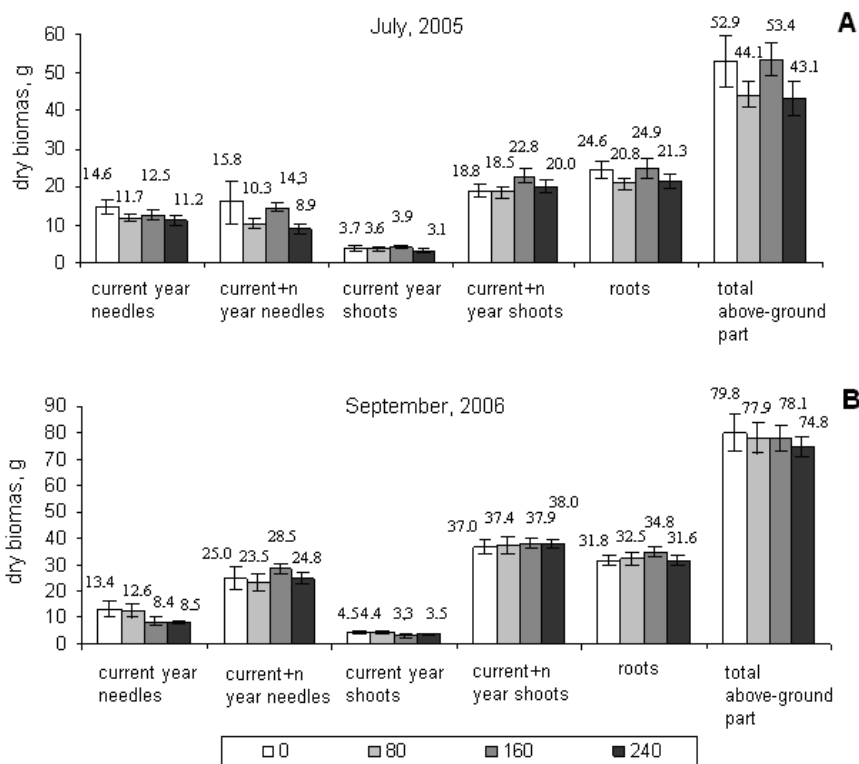 July, 2005
A
dry biomas, g
60
50
40
30
20
10
0
14.6 11.7 12.5 11.2
15.8 10.3 14.3 8.9
3.7 3.6 3.9 3.1
18.8 18.5 22.8 20.0
24.6 20.8 24.9 21.3
52.9 44.1 53.4 43.1
current year
needles
current+n
year needles
current year
shoots
current+n
year shoots
roots
total
above-ground
part
September, 2006
B
dry biomas, g
90
80
70
60
50
40
30
20
10
0
13.4 12.6 8.4 8.5
25.0 23.5 28.5 24.8
4.5 4.4 3,3 3.5
37.0 37.4 37.9 38.0
31.8 32.5 34.8 31.6
79.8 77.9 78.1 74.8
current year
needles
current+n
year needles
current year
shoots
current+n
year shoots
roots
total
above-ground
part
0 80 160 240